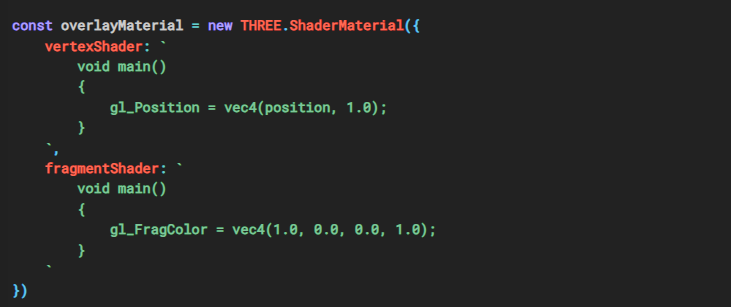 const overlayMaterial = new THREE.ShaderMaterial({
    vertexShader: `
        void main()
        {
            gl_Position = vec4(position, 1.0);
        }
    `,
    fragmentShader: `
        void main()
        {
            gl_FragColor = vec4(1.0, 0.0, 0.0, 1.0);
        }
    `
})